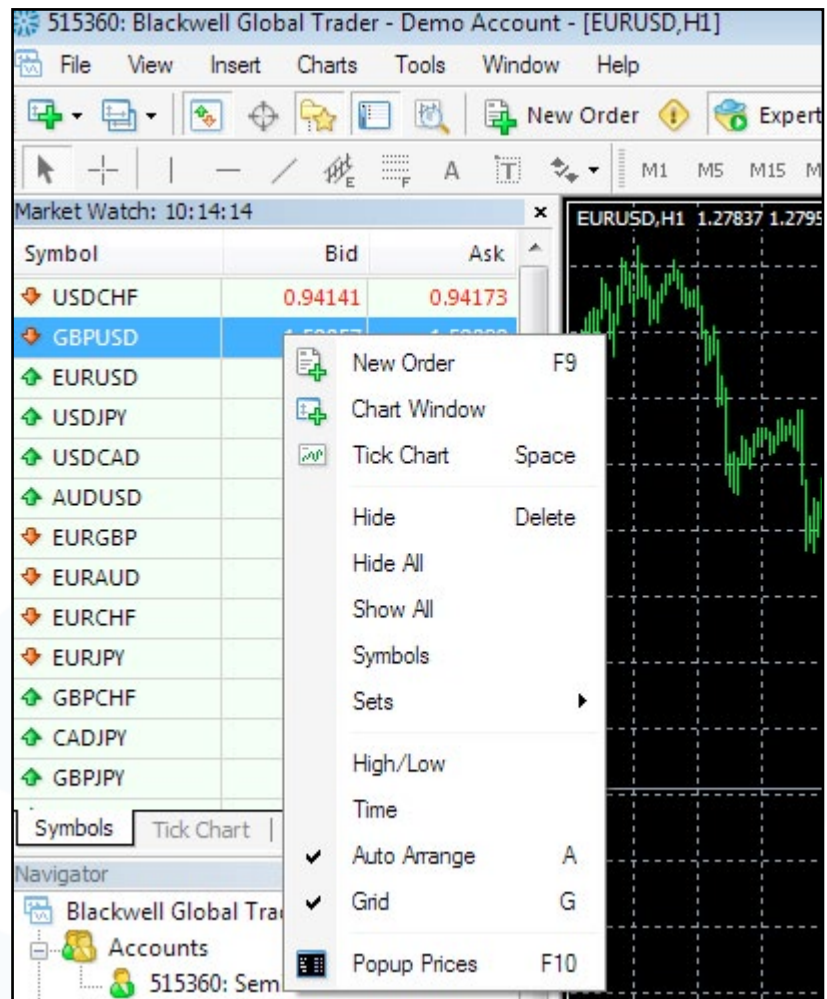 515360: Blackwell Global Trader - Demo Account - [EURUSD,H1]
File View Insert Charts Tools Window Help
New Order Expert
E F A T M1 M5 M15 M
Market Watch: 10:14:14 x
EURUSD,H1 1.27837 1.2795
Symbol Bid Ask
USDCHF 0.94141 0.94173
GBPUSD
EURUSD
USDJPY
USDCAD
AUDUSD
EURGBP
EURAUD
EURCHF
EURJPY
GBPCHF
CADJPY
GBPJPY
Symbols Tick Chart |
New Order F9
Chart Window
Tick Chart Space
Hide Delete
Hide All
Show All
Symbols
Sets
High/Low
Time
Auto Arrange A
Grid G
Popup Prices F10
Navigator
Blackwell Global Tra
Accounts
515360: Sem